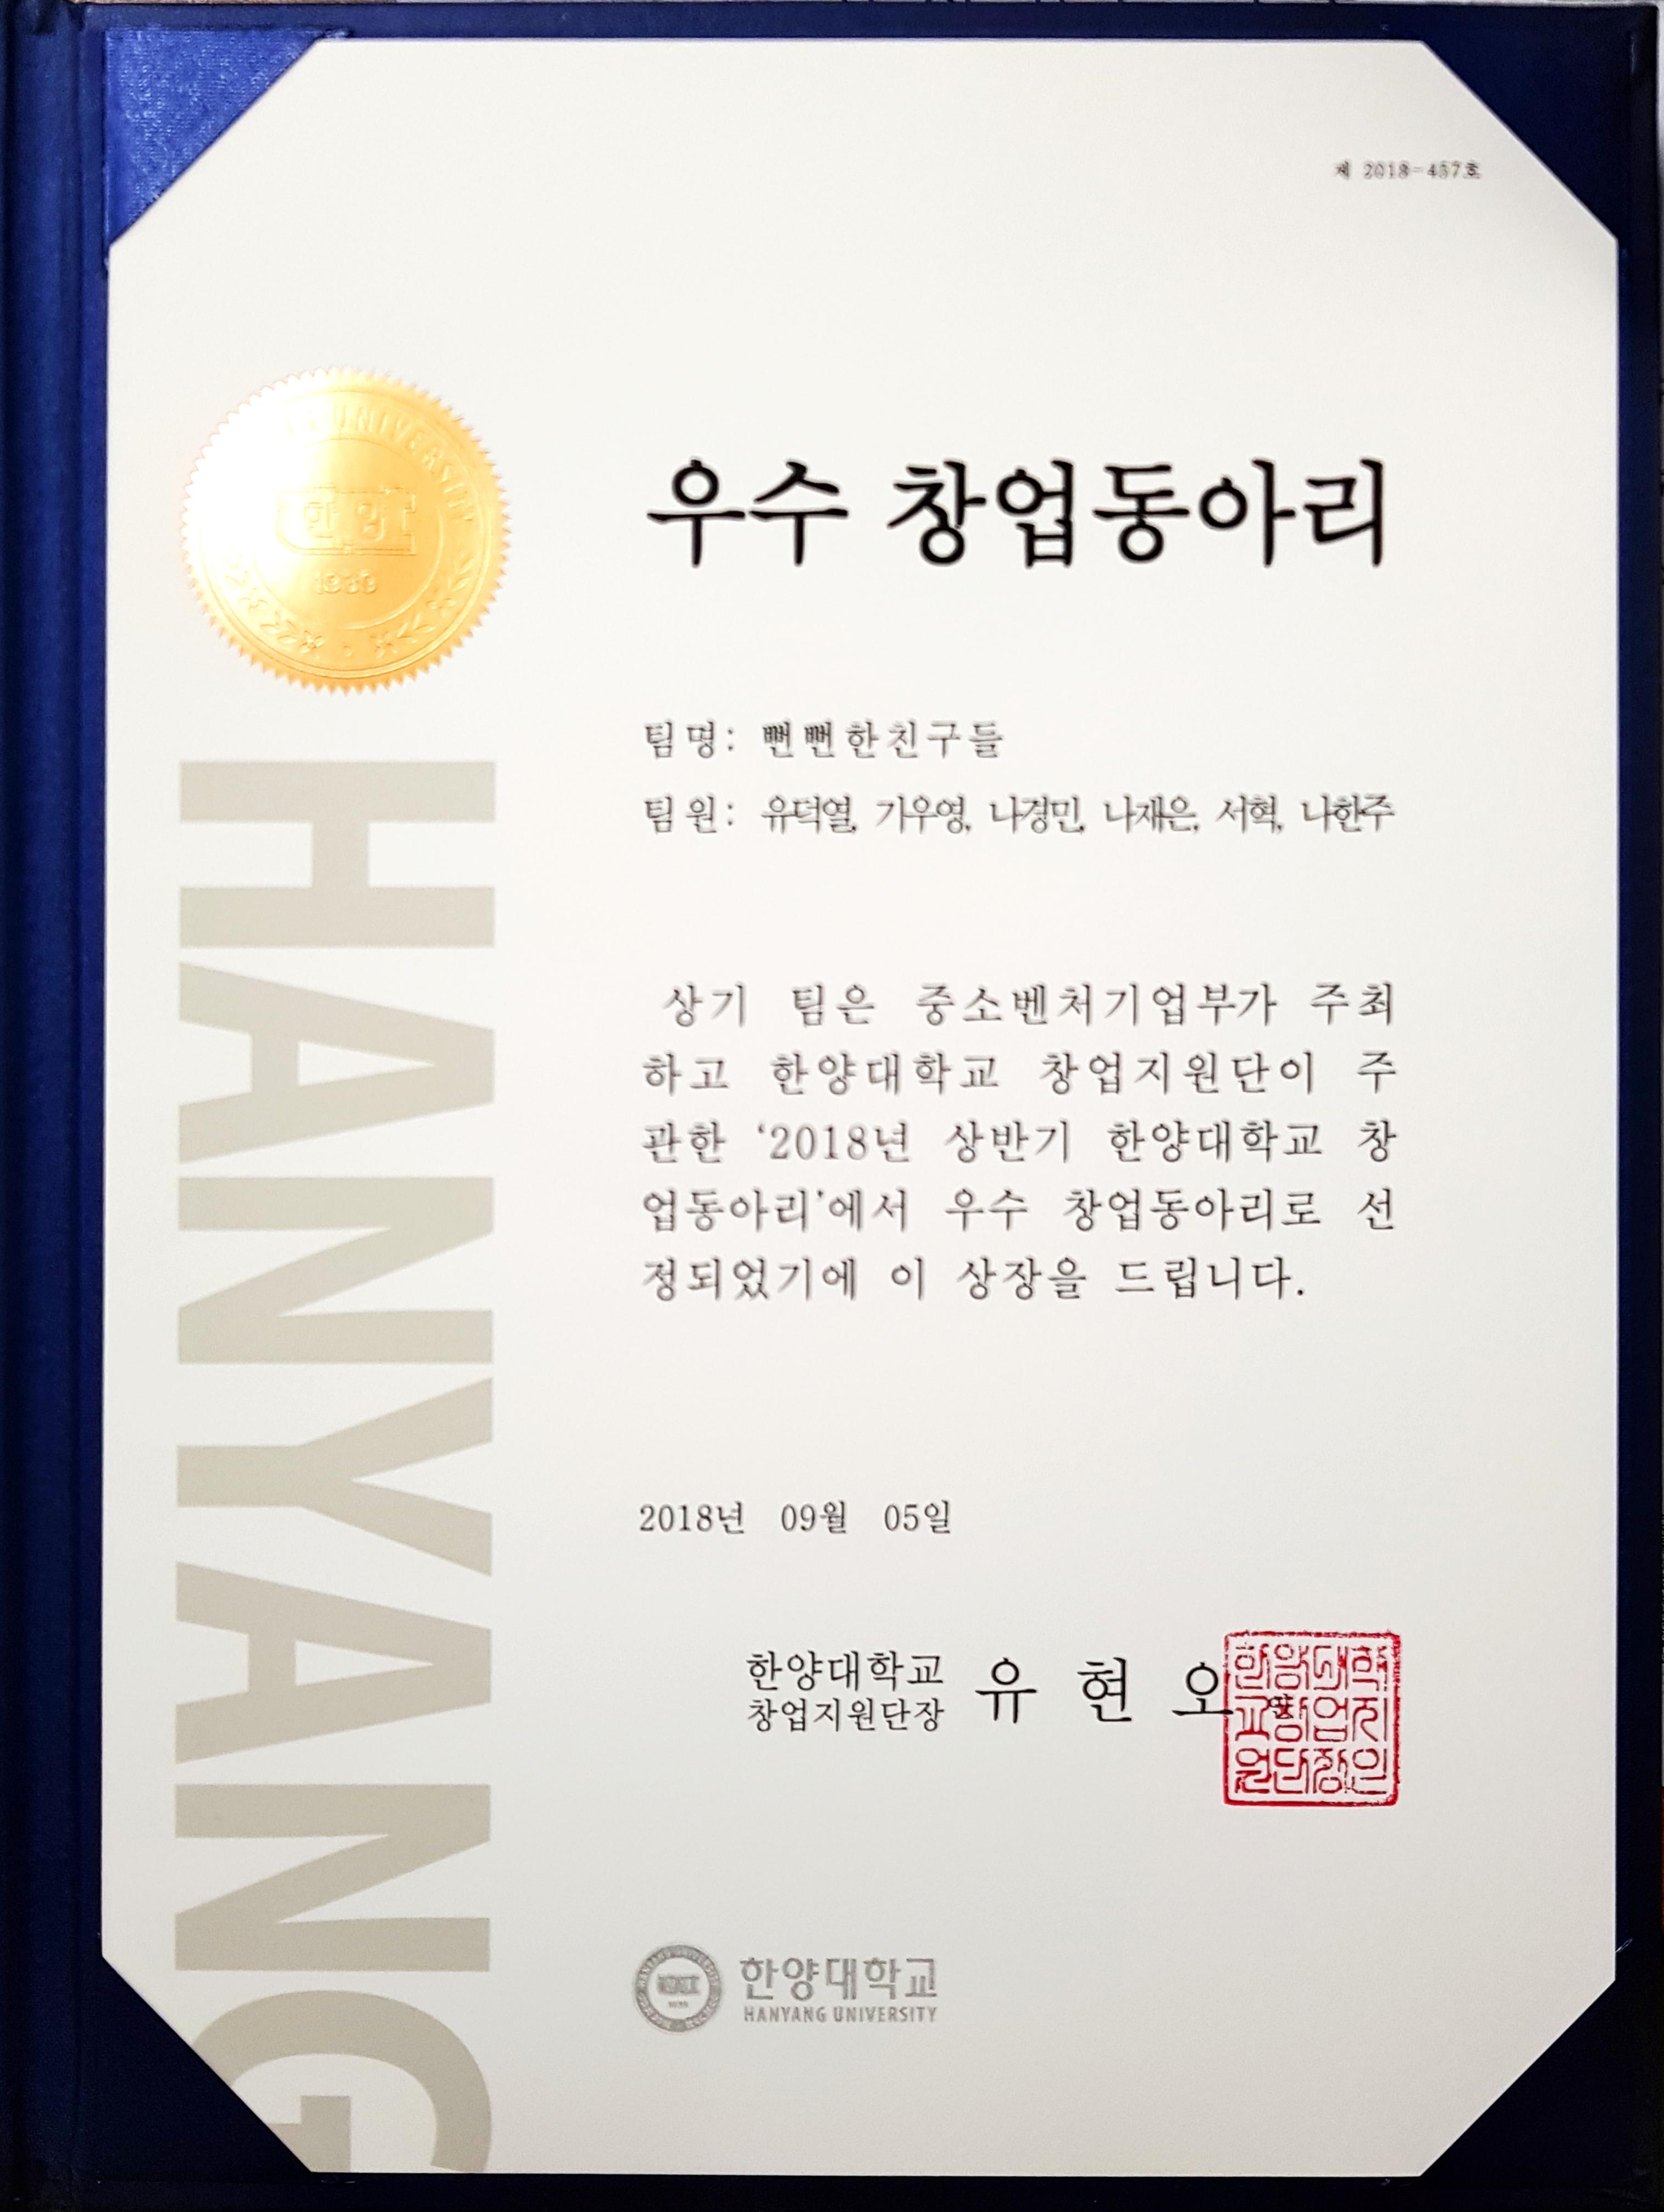 제 2018-457호
UNIVERSITY
한양
1939
우수 창업동아리
팀명: 뻔뻔한친구들
팀원: 유덕열, 기우영, 나경민, 나재은, 서혁, 나한주
상기 팀은 중소벤처기업부가 주최
하고 한양대학교 창업지원단이 주
관한 ‘2018년 상반기 한양대학교 창
업동아리’에서 우수 창업동아리로 선
정되었기에 이 상장을 드립니다.
2018년 09월 05일
한양대학교
창업지원단장 유 현 오
한양대학
교창업지
원단장인
한양대학교
HANYANG UNIVERSITY
HANYANG